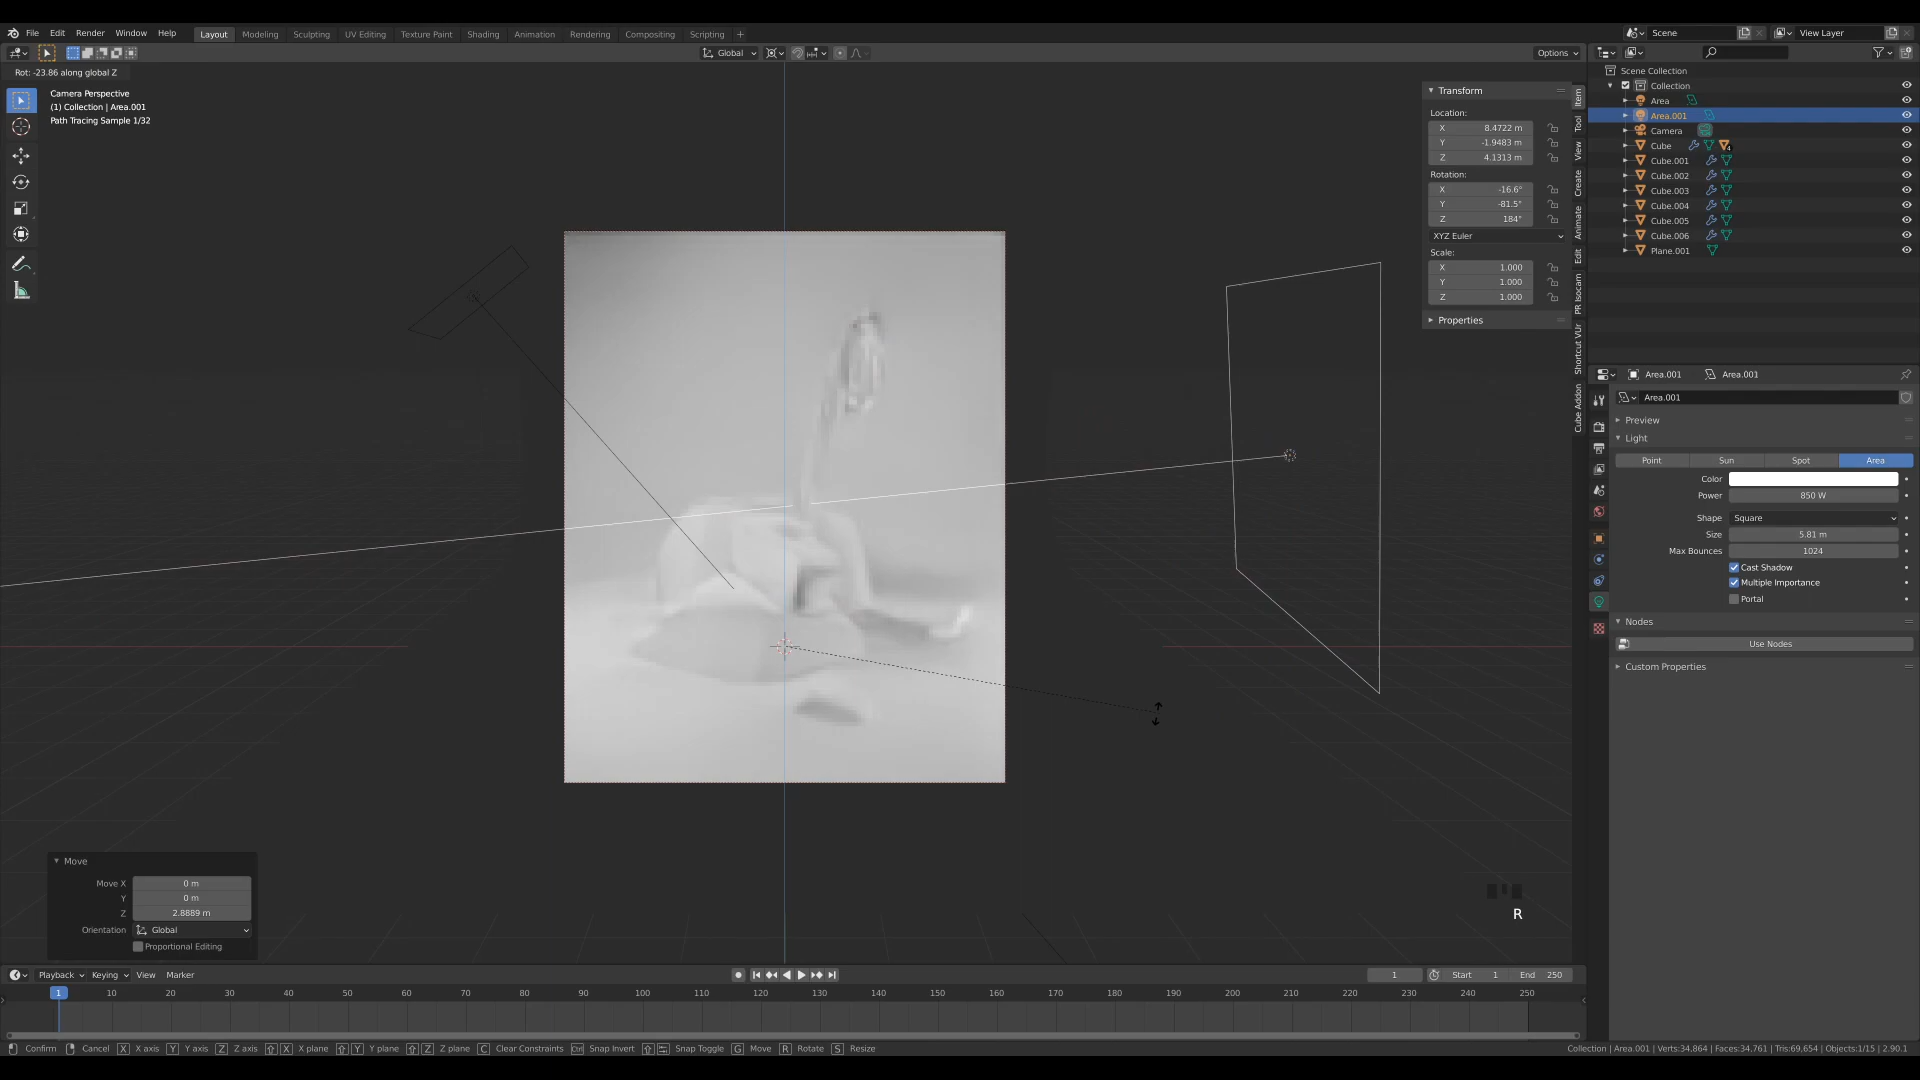 File Edit Render Window Help Layout Modeling Sculpting UV Editing Texture Paint Shading Animation Rendering Compositing Scripting + Scene View Layer
Global Options
Rot: -23.86 along global Z
Camera Perspective
(1) Collection | Area.001
Path Tracing Sample 1/32
Transform
Location:
X 8.4722 m
Y -1.9483 m
Z 4.1313 m
Rotation:
X -16.6°
Y -81.5°
Z 184°
XYZ Euler
Scale:
X 1.000
Y 1.000
Z 1.000
Properties
Item
Tool
View
Create
Animate
Edit
PR Isocam
Shortcut VUr
Cube Addon
Scene Collection
Collection
Area
Area.001
Camera
Cube 4
Cube.001
Cube.002
Cube.003
Cube.004
Cube.005
Cube.006
Plane.001
Area.001 Area.001
Area.001
Preview
Light
Point Sun Spot Area
Color
Power 850 W
Shape Square
Size 5.81 m
Max Bounces 1024
Cast Shadow
Multiple Importance
Portal
Nodes
Use Nodes
Custom Properties
Move
Move X 0 m
Y 0 m
Z 2.8889 m
Orientation Global
Proportional Editing
R
Playback Keying View Marker 1 Start 1 End 250
1 10 20 30 40 50 60 70 80 90 100 110 120 130 140 150 160 170 180 190 200 210 220 230 240 250
Confirm Cancel X X axis Y Y axis Z Z axis X X plane Y Y plane Z Z plane C Clear Constraints Ctrl Snap Invert Snap Toggle G Move R Rotate S Resize Collection | Area.001 | Verts:34,864 | Faces:34,761 | Tris:69,654 | Objects:1/15 | 2.90.1